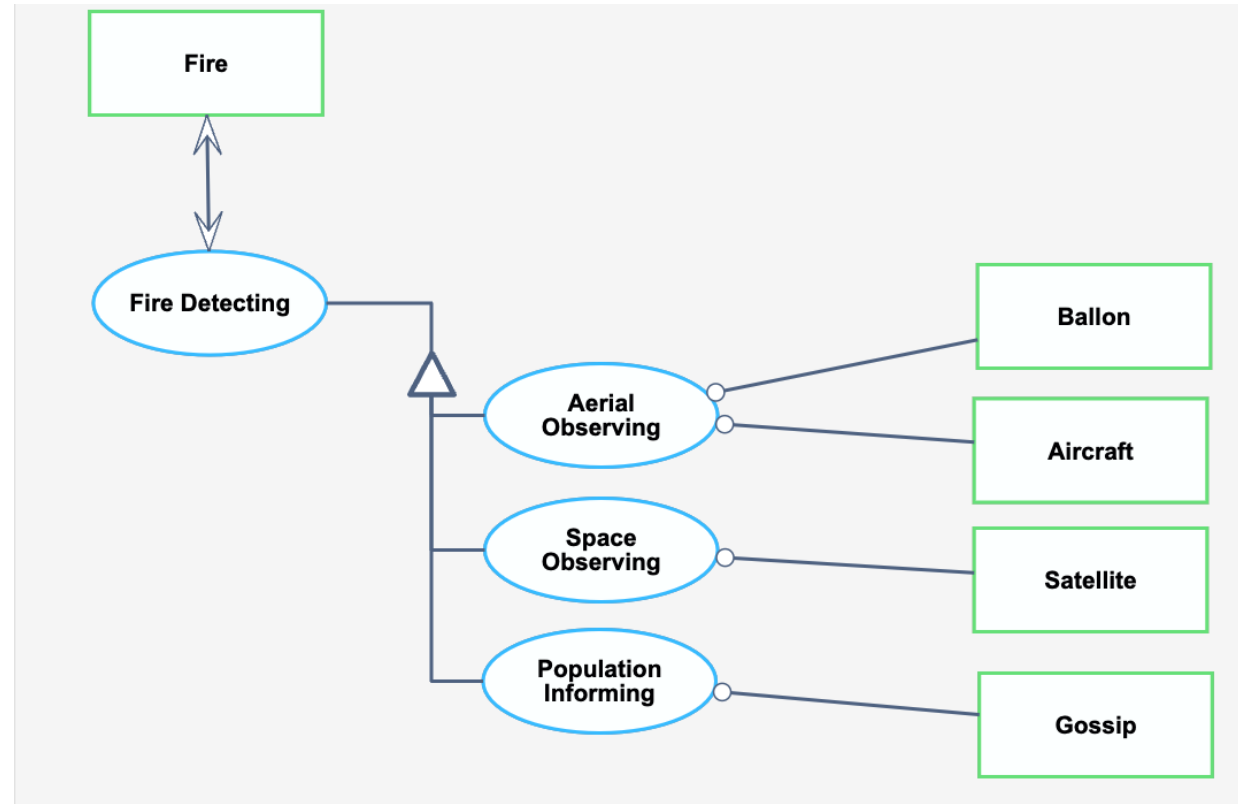 Fire
Fire Detecting
Ballon
Aerial
Observing
Aircraft
Space
Observing
Satellite
Population
Informing
Gossip